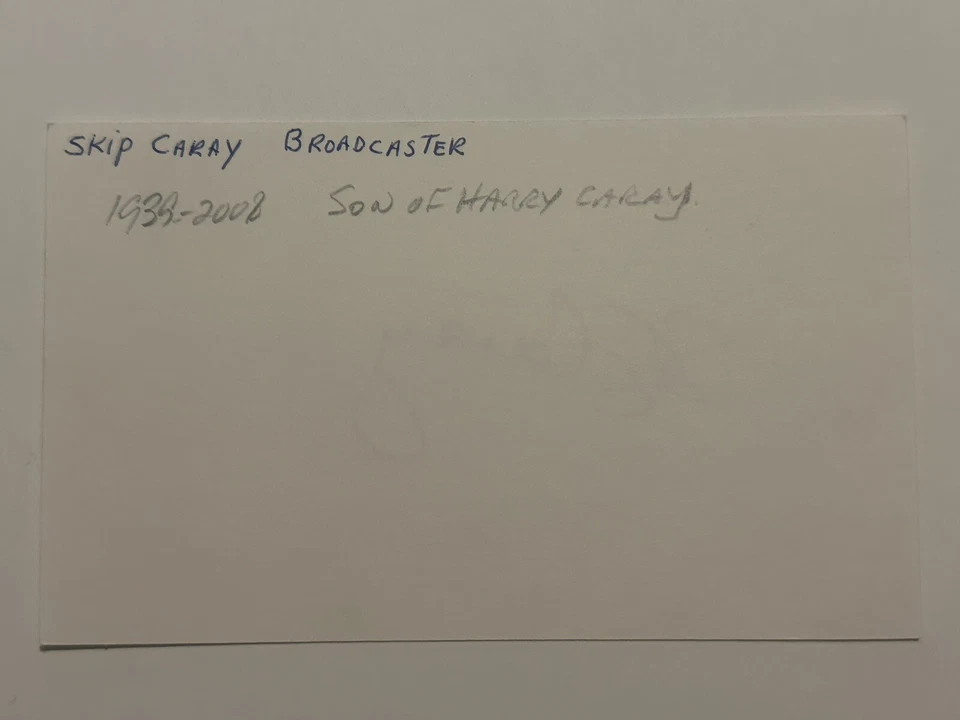 SKIP CARAY BROADCASTER
1939-2008 SON OF HARRY CARAY.